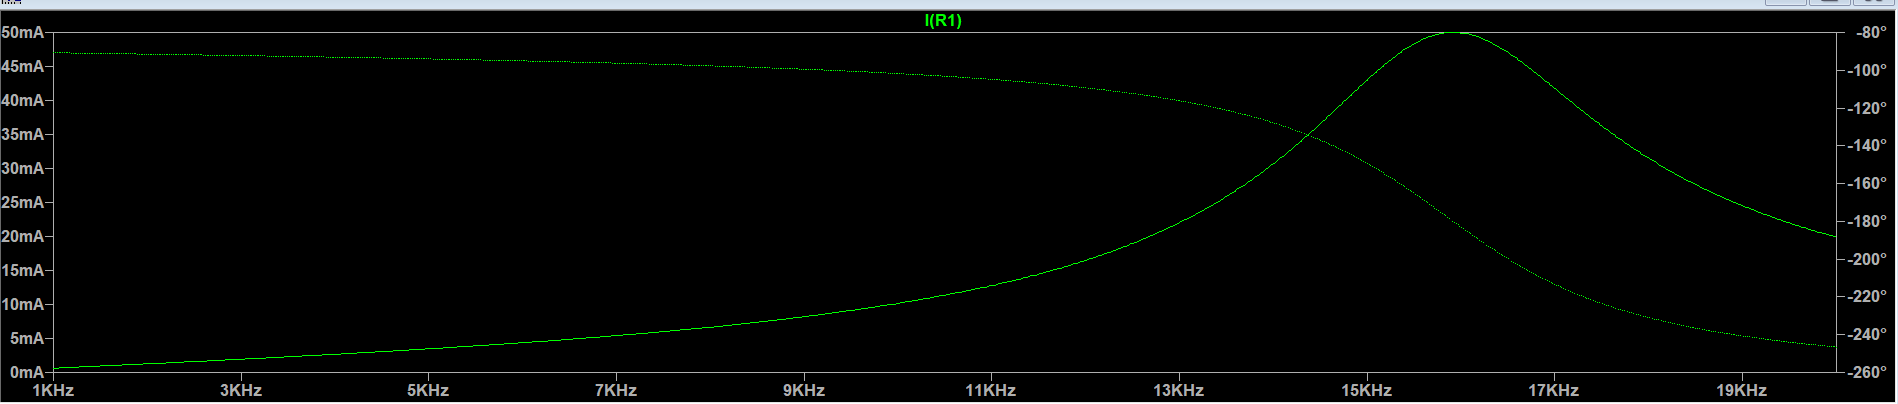 I(R1)
50mA
45mA
40mA
35mA
30mA
25mA
20mA
15mA
10mA
5mA
0mA
-80°
-100°
-120°
-140°
-160°
-180°
-200°
-220°
-240°
-260°
1KHz 3KHz 5KHz 7KHz 9KHz 11KHz 13KHz 15KHz 17KHz 19KHz